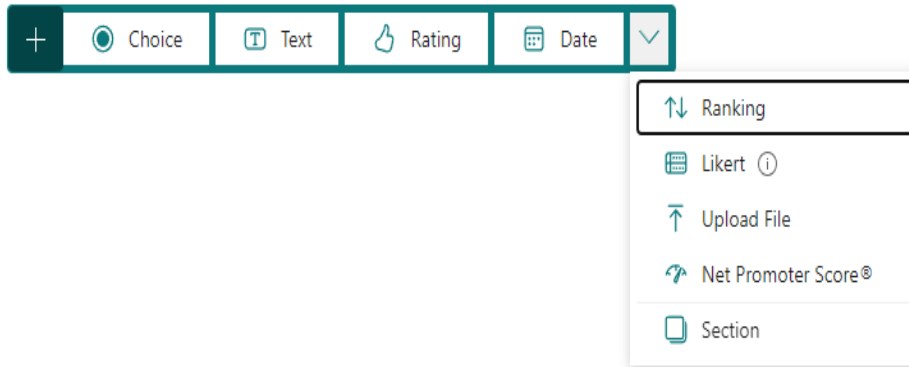 Choice Text Rating Date
Ranking
Likert
Upload File
Net Promoter Score®
Section